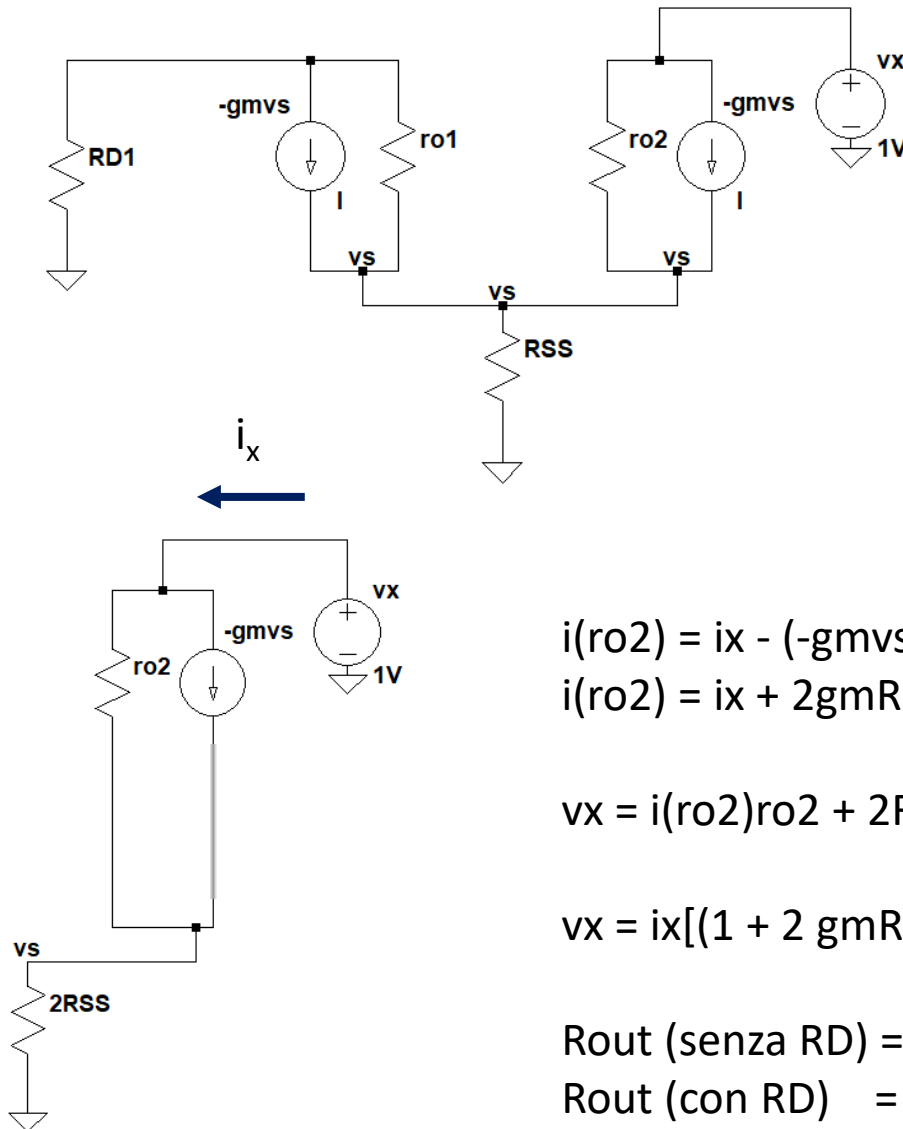 vx
-gmvs
-gmvs
RD1
ro1
ro2
1V
I
I
vs
vs
vs
RSS
ix
vx
-gmvs
ro2
1V
vs
2RSS
i(ro2) = ix - (-gmvs
i(ro2) = ix + 2gmR
vx = i(ro2)ro2 + 2R
vx = ix[(1 + 2 gmR
Rout (senza RD) =
Rout (con RD) =